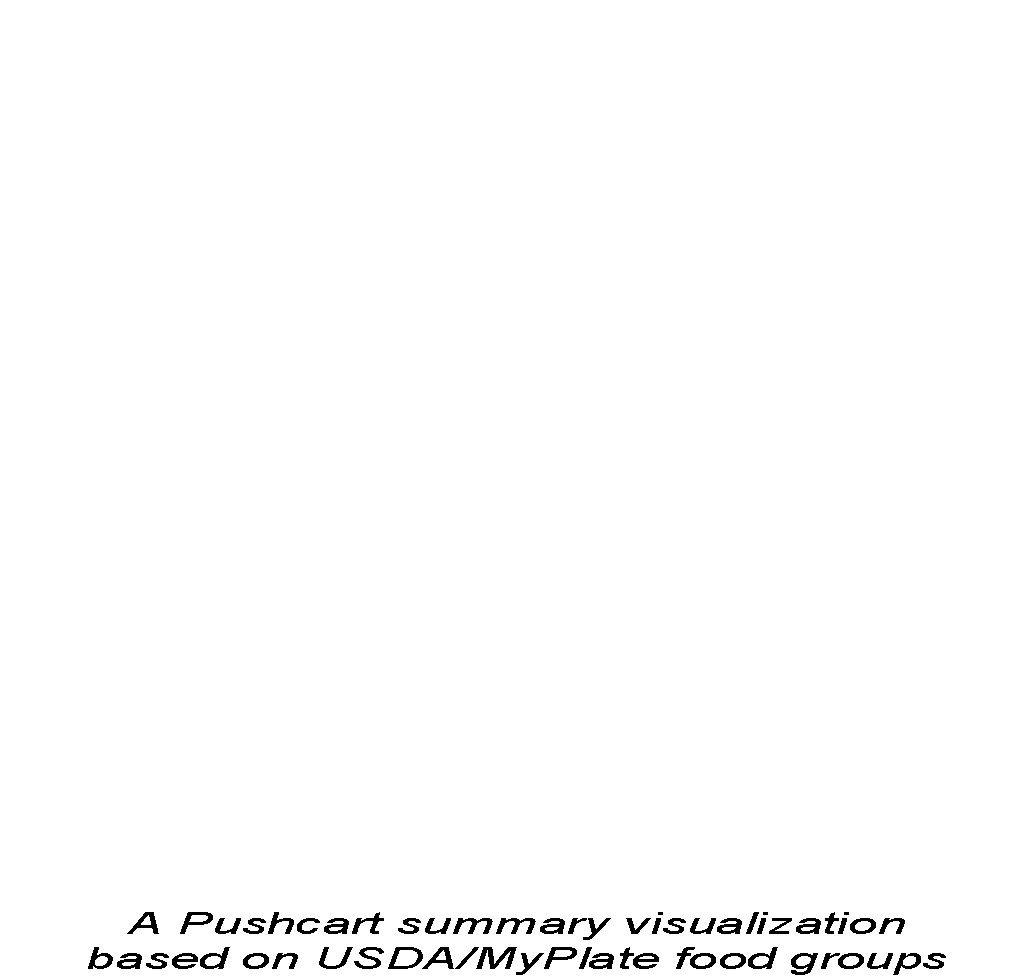 A Pushcart summary visualization
based on USDA/MyPlate food groups